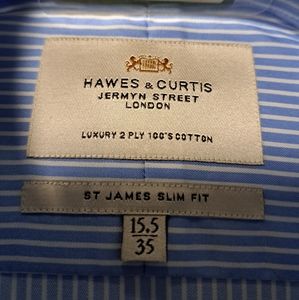 HAWES & CURTIS
JERMYN STREET
LONDON
LUXURY 2 PLY 100'S COTTON
ST JAMES SLIM FIT
15.5
35